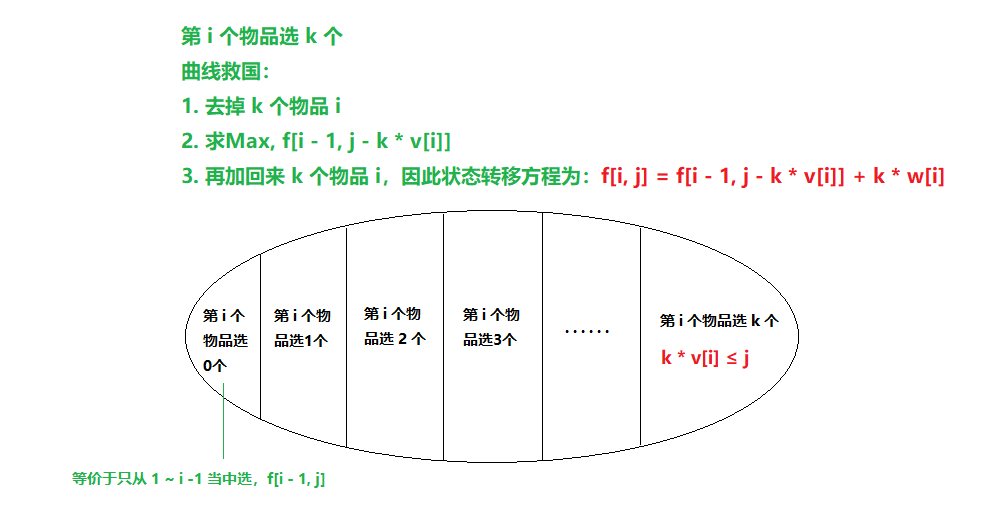 第 i 个物品选 k 个
曲线救国：
1. 去掉 k 个物品 i
2. 求Max, f[i - 1, j - k * v[i]]
3. 再加回来 k 个物品 i，因此状态转移方程为：f[i, j] = f[i - 1, j - k * v[i]] + k * w[i]
第 i 个
物品选
0个
第 i 个物
品选1个
第 i 个物
品选 2 个
第 i 个物
品选3个
······
第 i 个物品选 k 个
k * v[i] ≤ j
等价于只从 1 ~ i -1 当中选，f[i - 1, j]